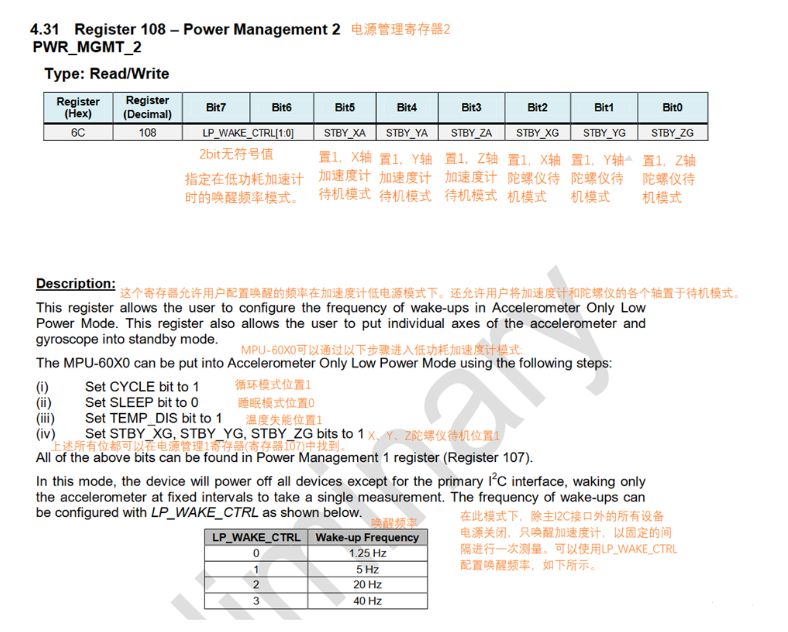 4.31 Register 108 – Power Management 2 电源管理寄存器2
PWR_MGMT_2
Type: Read/Write
Register (Hex) Register (Decimal) Bit7 Bit6 Bit5 Bit4 Bit3 Bit2 Bit1 Bit0
6C 108 LP_WAKE_CTRL[1:0] STBY_XA STBY_YA STBY_ZA STBY_XG STBY_YG STBY_ZG
2bit无符号值
指定在低功耗加速计
时的唤醒频率模式。
置1，X轴
加速度计
待机模式
置1，Y轴
加速度计
待机模式
置1，Z轴
加速度计
待机模式
置1，X轴
陀螺仪待
机模式
置1，Y轴
陀螺仪待
机模式
置1，Z轴
陀螺仪待
机模式
Description:
这个寄存器允许用户配置唤醒的频率在加速度计低电源模式下。还允许用户将加速度计和陀螺仪的各个轴置于待机模式。
This register allows the user to configure the frequency of wake-ups in Accelerometer Only Low
Power Mode. This register also allows the user to put individual axes of the accelerometer and
gyroscope into standby mode.
MPU-60X0可以通过以下步骤进入低功耗加速度计模式:
The MPU-60X0 can be put into Accelerometer Only Low Power Mode using the following steps:
(i) Set CYCLE bit to 1 循环模式位置1
(ii) Set SLEEP bit to 0 睡眠模式位置0
(iii) Set TEMP_DIS bit to 1 温度失能位置1
(iv) Set STBY_XG, STBY_YG, STBY_ZG bits to 1 X、Y、Z陀螺仪待机位置1
上述所有位都可以在电源管理1寄存器(寄存器107)中找到。
All of the above bits can be found in Power Management 1 register (Register 107).
In this mode, the device will power off all devices except for the primary I²C interface, waking only
the accelerometer at fixed intervals to take a single measurement. The frequency of wake-ups can
be configured with LP_WAKE_CTRL as shown below.
唤醒频率
LP_WAKE_CTRL Wake-up Frequency
0 1.25 Hz
1 5 Hz
2 20 Hz
3 40 Hz
在此模式下，除主I2C接口外的所有设备
电源关闭，只唤醒加速度计，以固定的间
隔进行一次测量。可以使用LP_WAKE_CTRL
配置唤醒频率，如下所示。
liminary